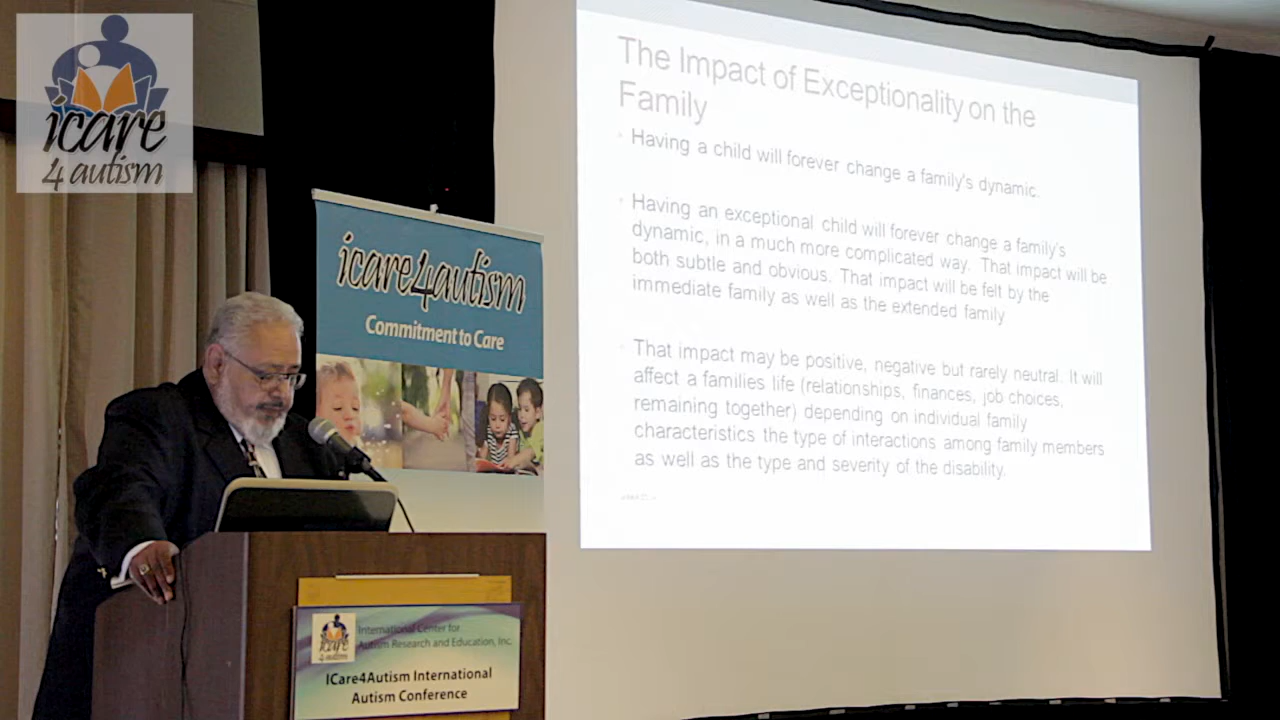 icare
4 autism
The Impact of Exceptionality on the
Family
Having a child will forever change a family's dynamic.
Having an exceptional child will forever change a family's
dynamic, in a much more complicated way. That impact will be
both subtle and obvious. That impact will be felt by the
immediate family as well as the extended family
That impact may be positive, negative but rarely neutral. It will
affect a families life (relationships, finances, job choices,
remaining together) depending on individual family
characteristics the type of interactions among family members
as well as the type and severity of the disability.
icare4autism
Commitment to Care
icare
4 autism
International Center for
Autism Research and Education, Inc.
ICare4Autism International
Autism Conference